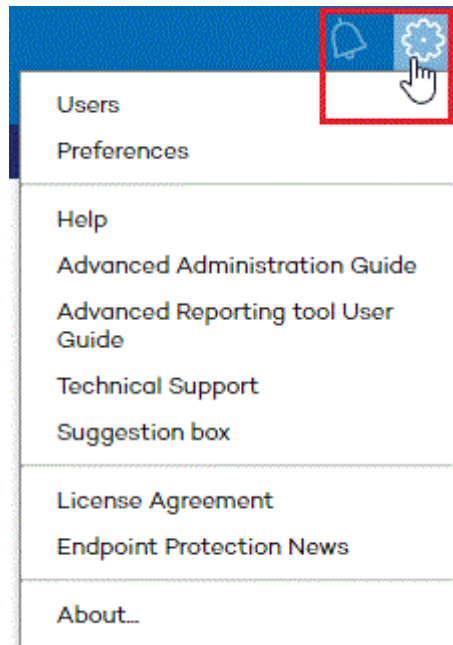 Users
Preferences
Help
Advanced Administration Guide
Advanced Reporting tool User
Guide
Technical Support
Suggestion box
License Agreement
Endpoint Protection News
About...